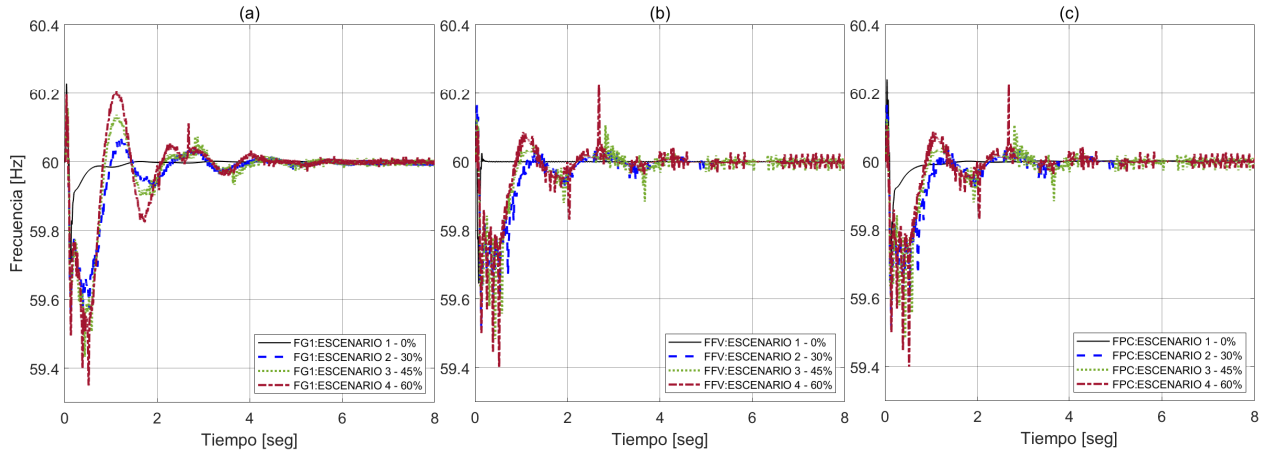 (a)
60.4
60.2
60
59.8
59.6
59.4
Frecuencia [Hz]
FG1:ESCENARIO 1 - 0%
FG1:ESCENARIO 2 - 30%
FG1:ESCENARIO 3 - 45%
FG1:ESCENARIO 4 - 60%
0 2 4 6 8
Tiempo [seg]
(b)
60.4
60.2
60
59.8
59.6
59.4
FFV:ESCENARIO 1 - 0%
FFV:ESCENARIO 2 - 30%
FFV:ESCENARIO 3 - 45%
FFV:ESCENARIO 4 - 60%
0 2 4 6 8
Tiempo [seg]
(c)
60.4
60.2
60
59.8
59.6
59.4
FPC:ESCENARIO 1 - 0%
FPC:ESCENARIO 2 - 30%
FPC:ESCENARIO 3 - 45%
FPC:ESCENARIO 4 - 60%
0 2 4 6 8
Tiempo [seg]